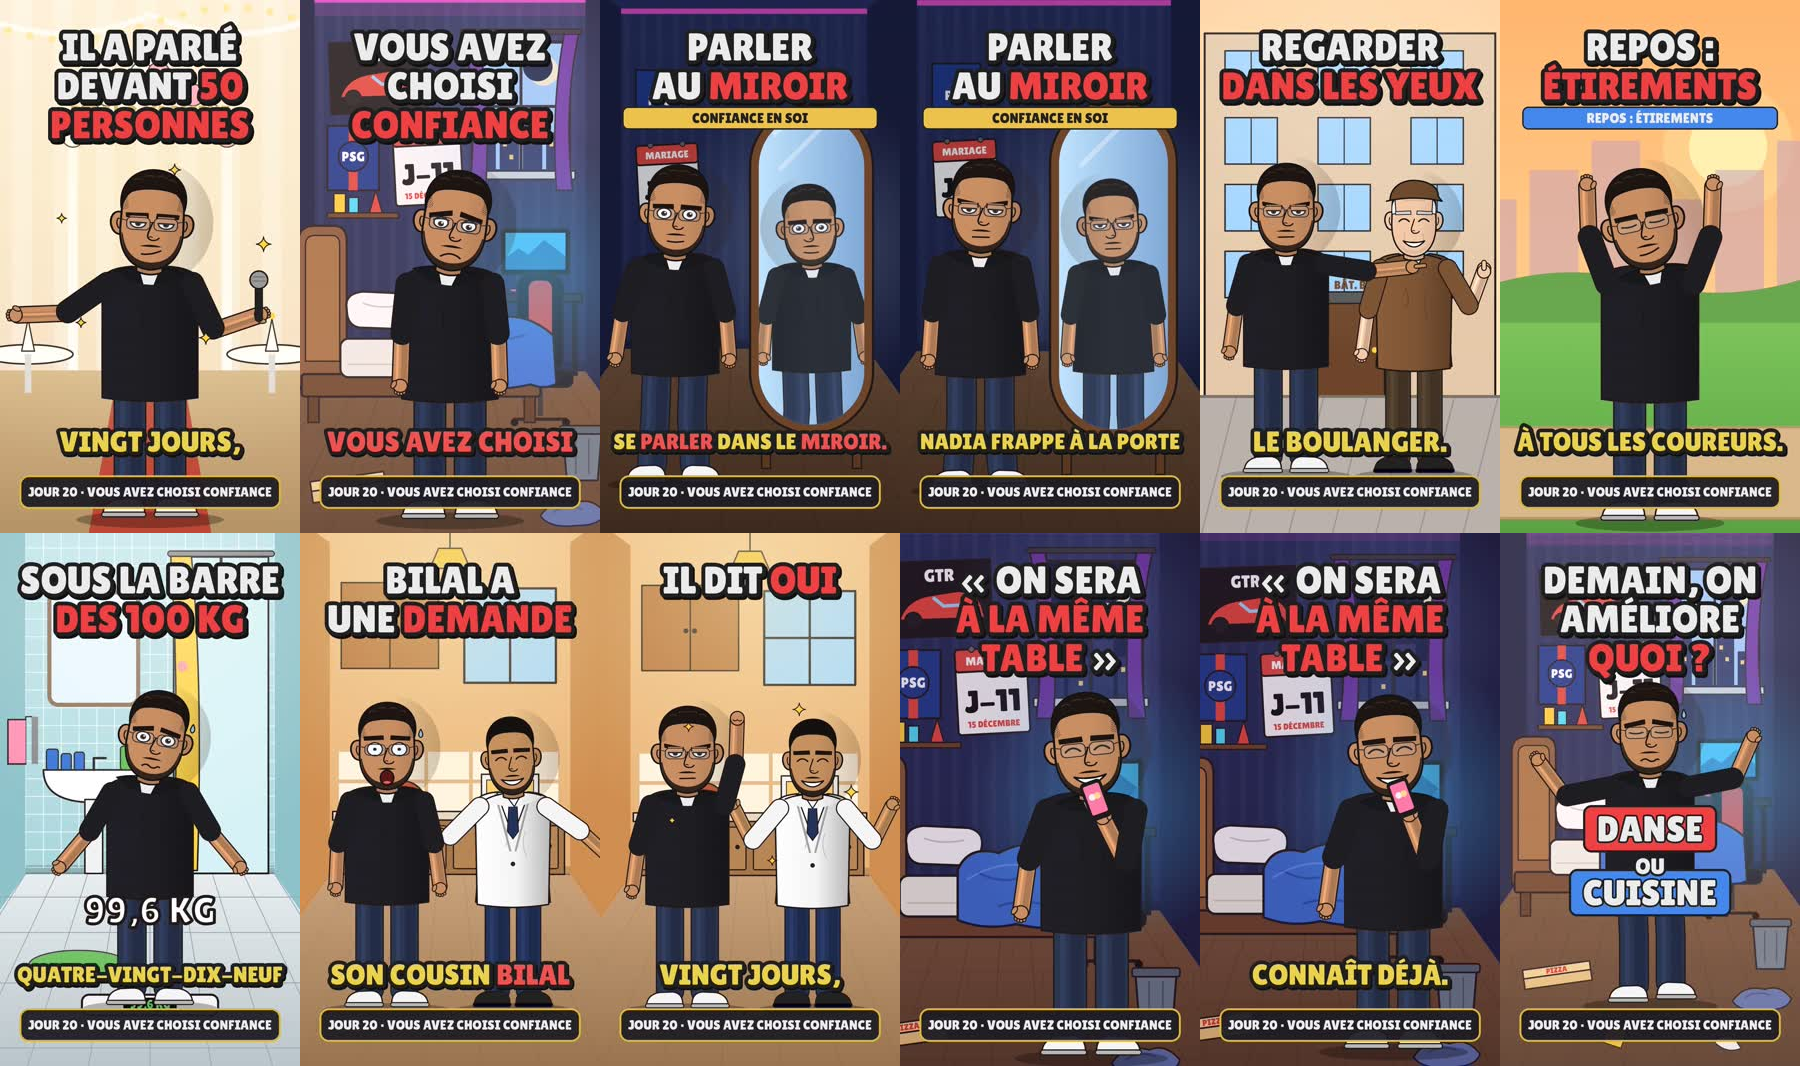 IL A PARLÉ
DEVANT 50
PERSONNES
VINGT JOURS,
JOUR 20 · VOUS AVEZ CHOISI CONFIANCE
VOUS AVEZ
CHOISI
CONFIANCE
PSG
J-11
15 DÉC
VOUS AVEZ CHOISI
JOUR 20 · VOUS AVEZ CHOISI CONFIANCE
PARLER
AU MIROIR
CONFIANCE EN SOI
MARIAGE
SE PARLER DANS LE MIROIR.
JOUR 20 · VOUS AVEZ CHOISI CONFIANCE
PARLER
AU MIROIR
CONFIANCE EN SOI
MARIAGE
NADIA FRAPPE À LA PORTE
JOUR 20 · VOUS AVEZ CHOISI CONFIANCE
REGARDER
DANS LES YEUX
BÂT.
LE BOULANGER.
JOUR 20 · VOUS AVEZ CHOISI CONFIANCE
REPOS :
ÉTIREMENTS
REPOS : ÉTIREMENTS
À TOUS LES COUREURS.
JOUR 20 · VOUS AVEZ CHOISI CONFIANCE
SOUS LA BARRE
DES 100 KG
99,6 KG
QUATRE-VINGT-DIX-NEUF
JOUR 20 · VOUS AVEZ CHOISI CONFIANCE
BILAL A
UNE DEMANDE
SON COUSIN BILAL
JOUR 20 · VOUS AVEZ CHOISI CONFIANCE
IL DIT OUI
VINGT JOURS,
JOUR 20 · VOUS AVEZ CHOISI CONFIANCE
GTR
« ON SERA
À LA MÊME
TABLE »
PSG
MA
J-11
15 DÉCEMBRE
JOUR 20 · VOUS AVEZ CHOISI CONFIANCE
GTR
« ON SERA
À LA MÊME
TABLE »
PSG
J-11
15 DÉCEMBRE
CONNAÎT DÉJÀ.
JOUR 20 · VOUS AVEZ CHOISI CONFIANCE
DEMAIN, ON
AMÉLIORE
QUOI ?
PSG
DANSE
OU
CUISINE
PIZZA
JOUR 20 · VOUS AVEZ CHOISI CONFIANCE